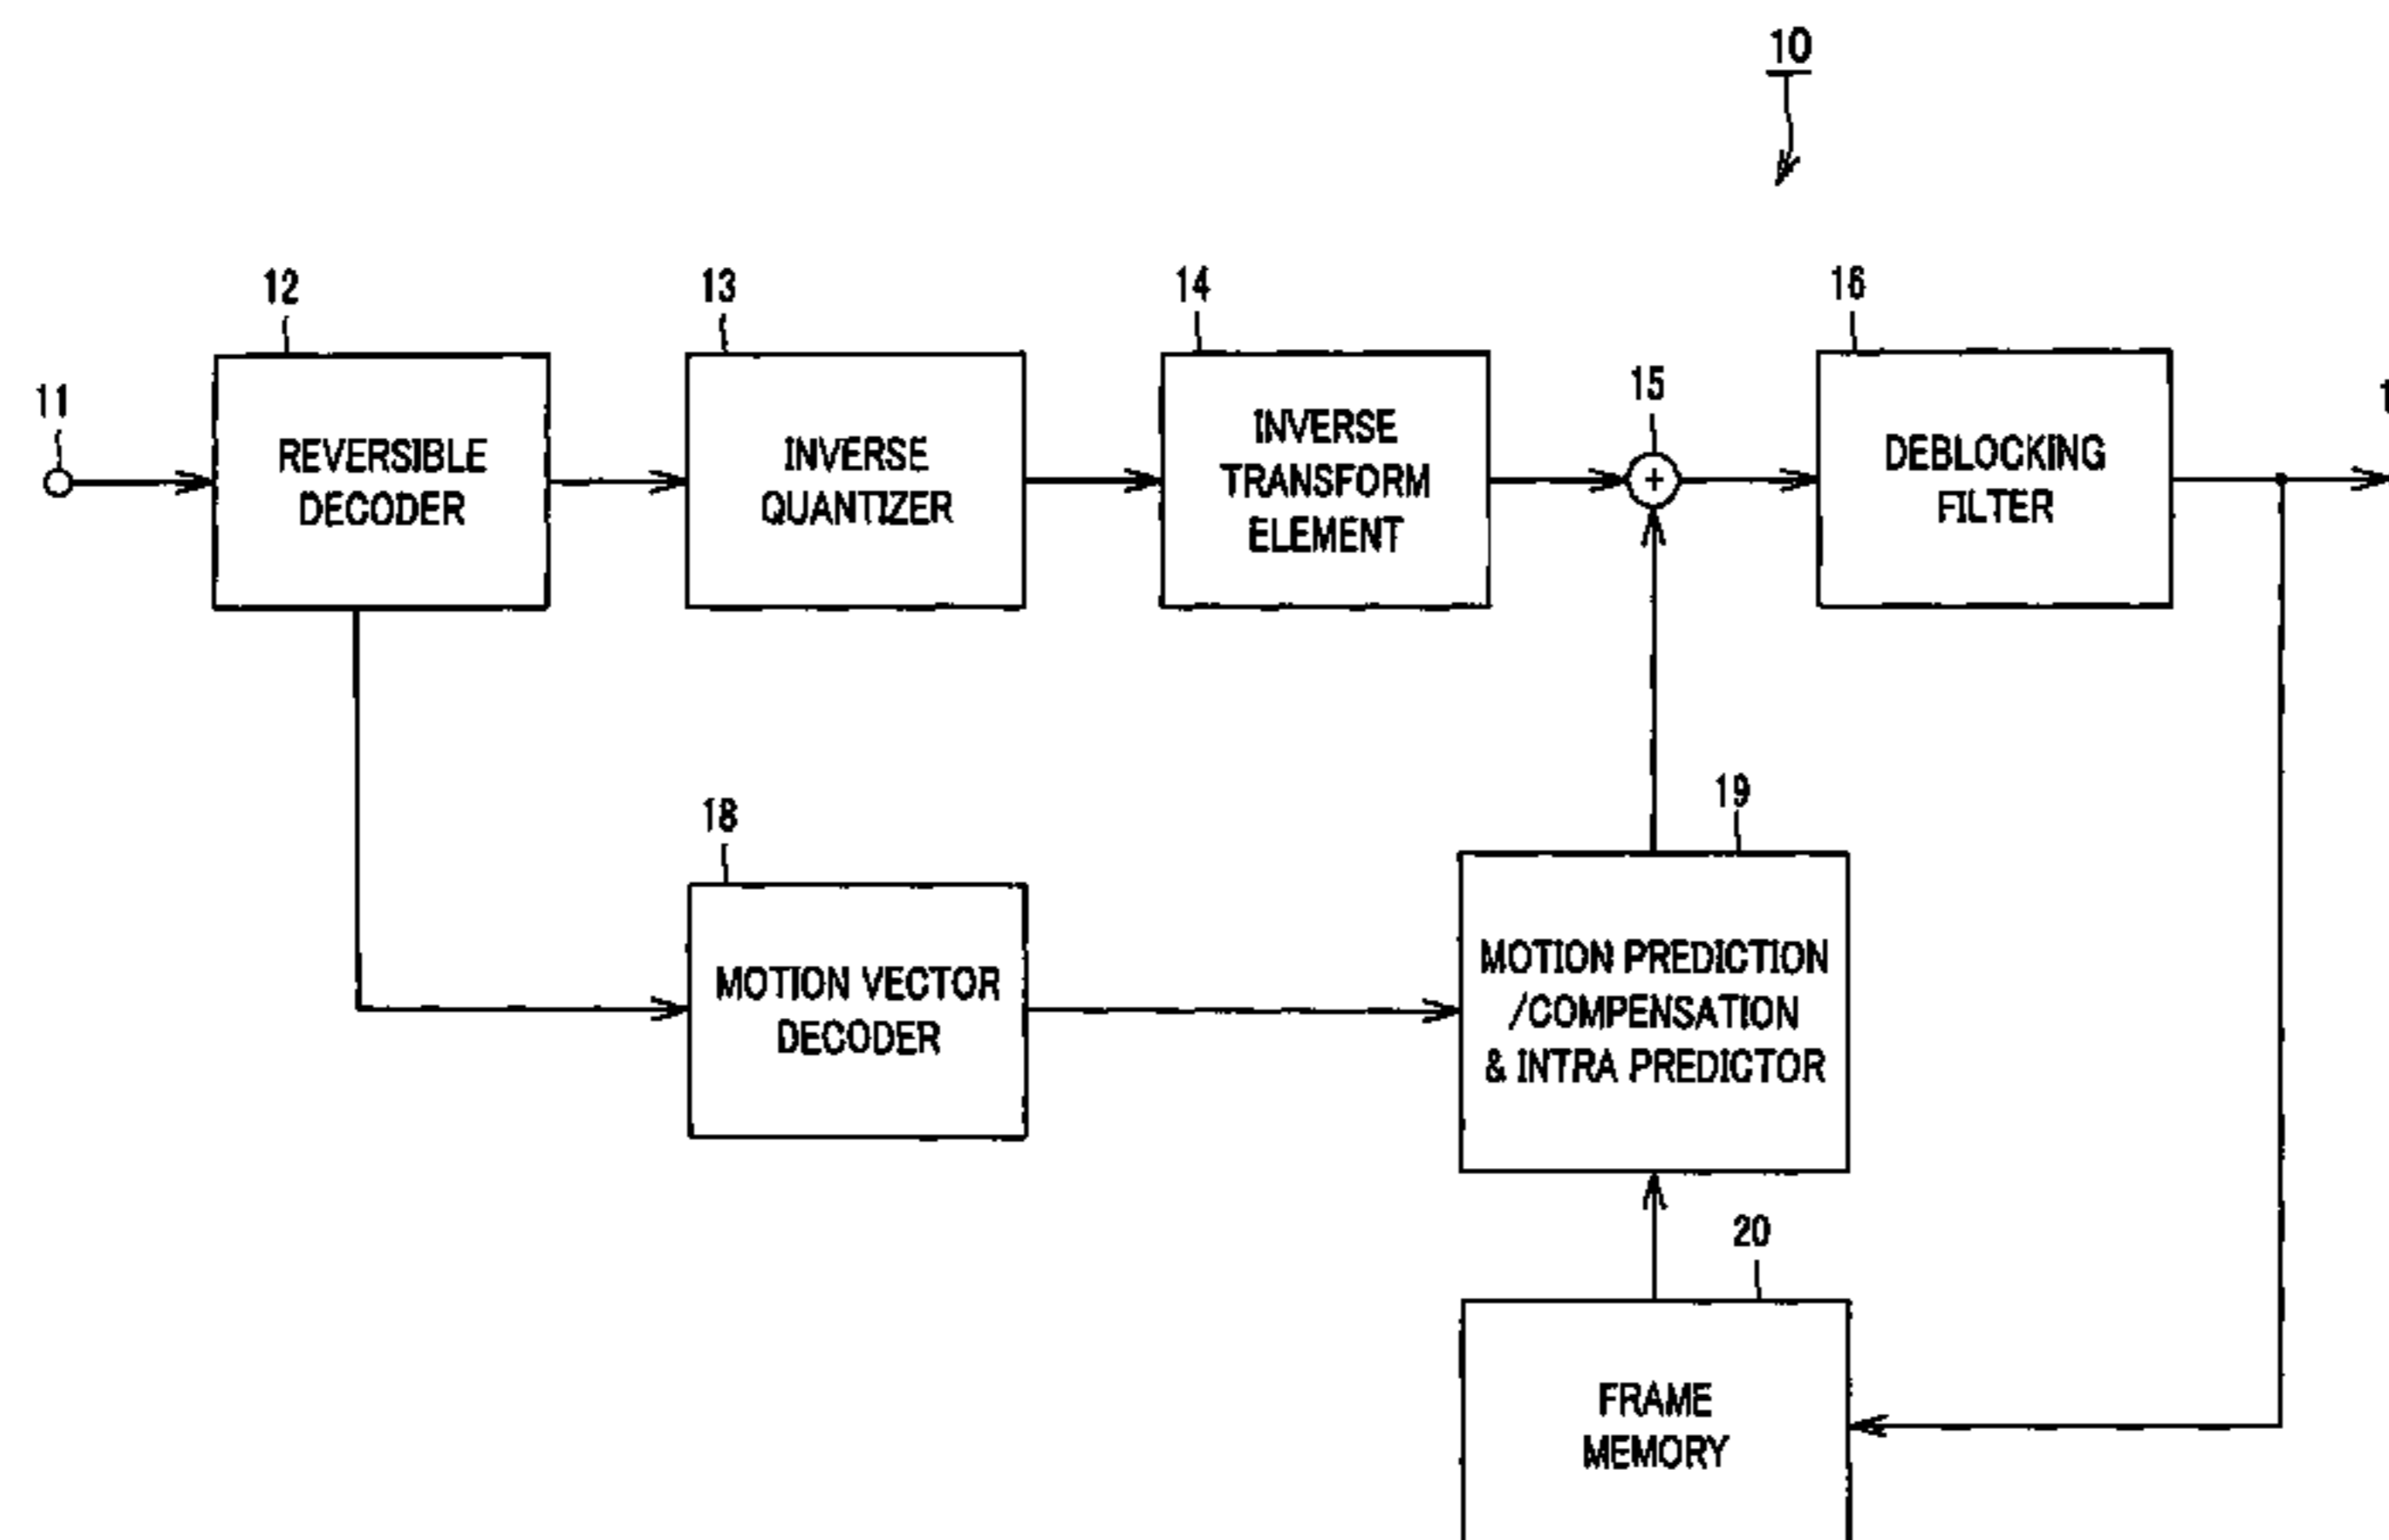 10
12
13
14
16
11
15
REVERSIBLE
DECODER
INVERSE
QUANTIZER
INVERSE
TRANSFORM
ELEMENT
+
DEBLOCKING
FILTER
18
19
MOTION VECTOR
DECODER
MOTION PREDICTION
/COMPENSATION
& INTRA PREDICTOR
20
FRAME
MEMORY